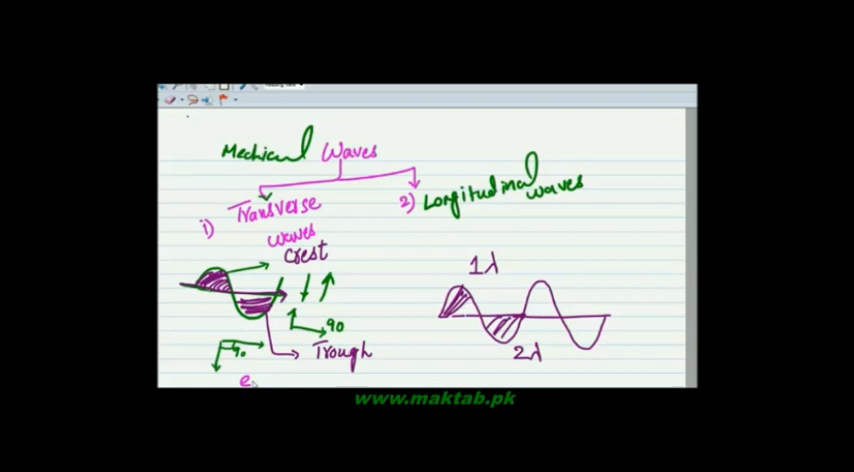 Mechical Waves
i) Transverse waves
2) Longitudinal waves
crest
1λ
90
Trough
2λ
90
e
www.maktab.pk